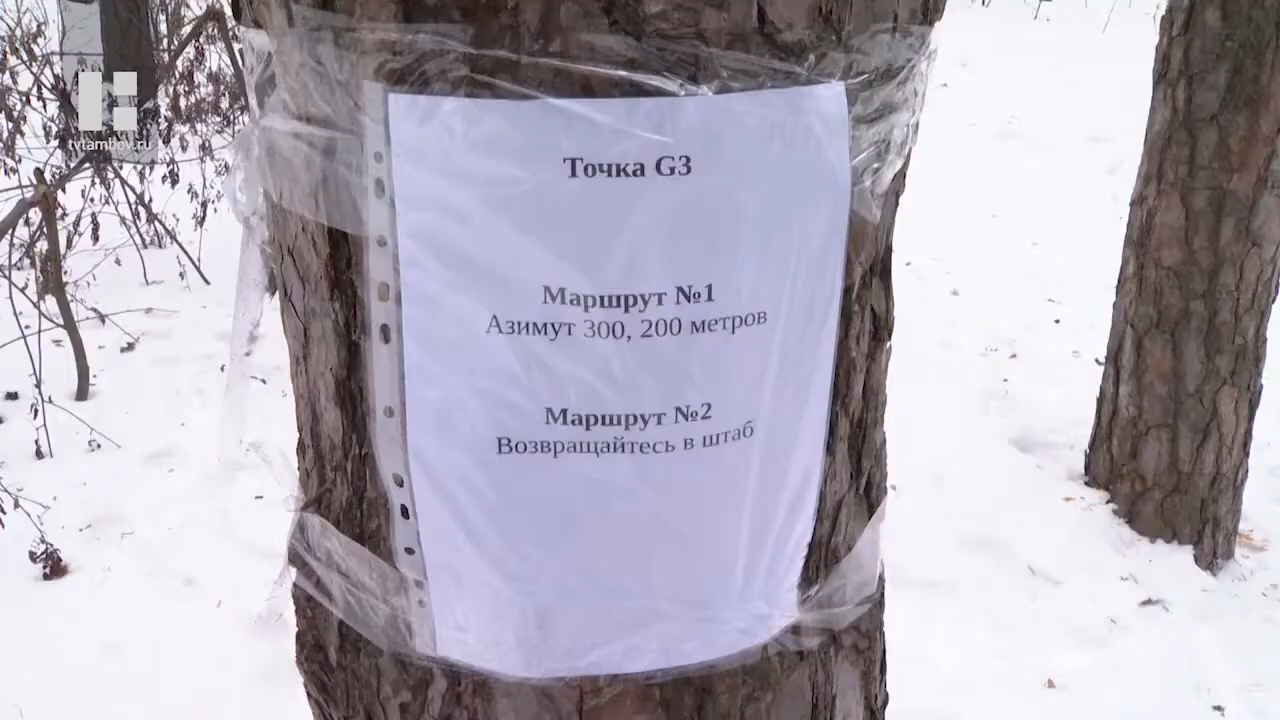 tvtambov.ru
Точка G3
Маршрут №1
Азимут 300, 200 метров
Маршрут №2
Возвращайтесь в штаб